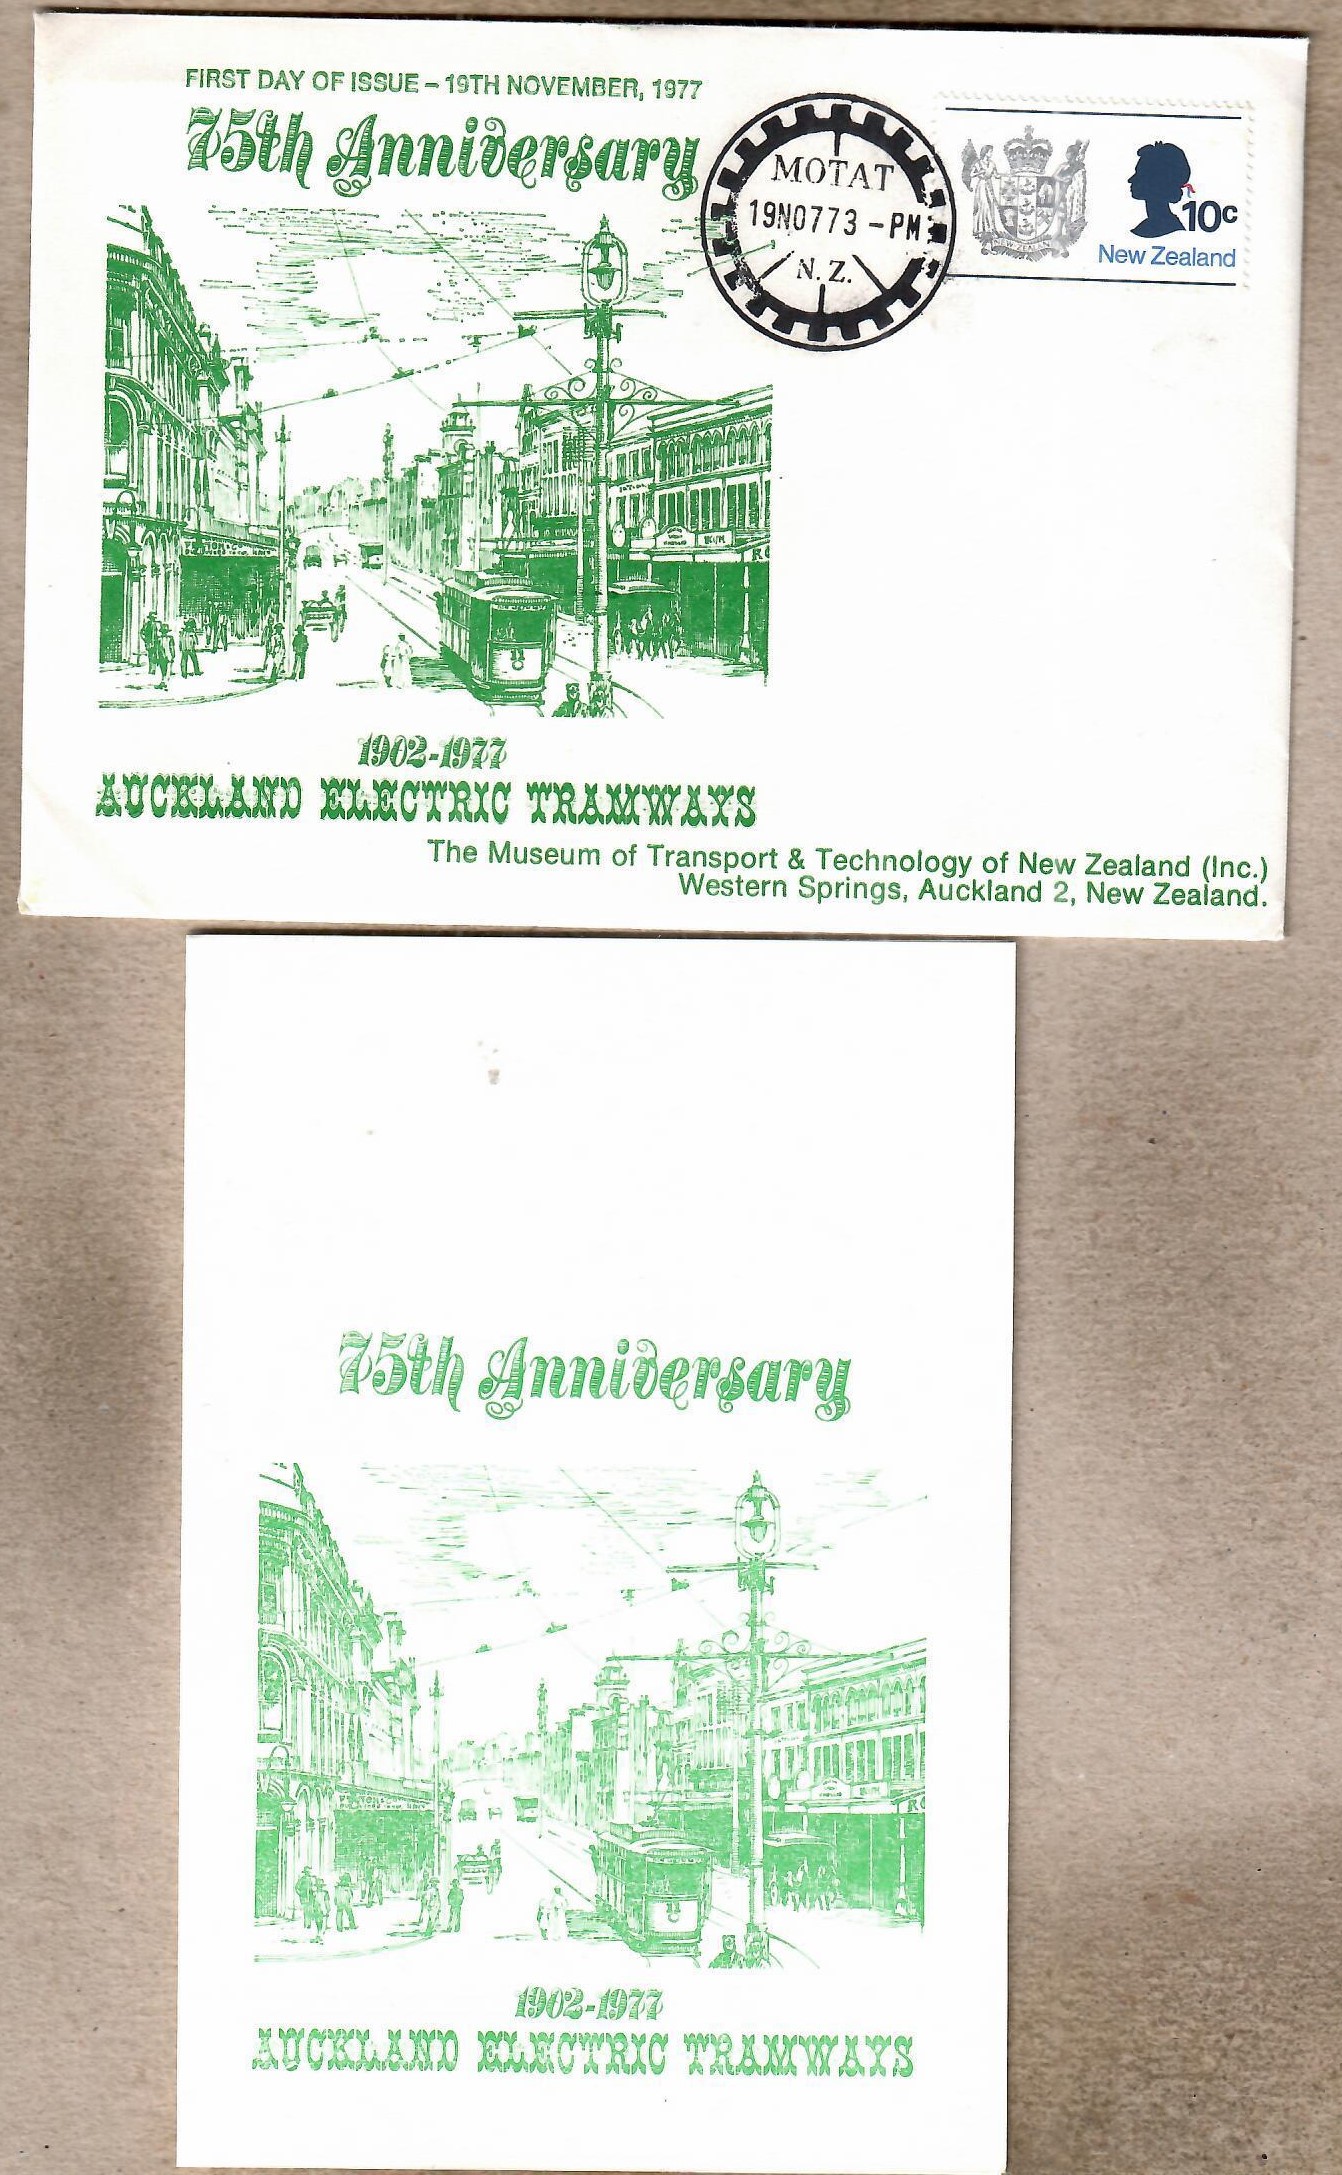 FIRST DAY OF ISSUE – 19TH NOVEMBER, 1977
75th Anniversary
MOTAT
19NO773 -PM
N.Z.
NEW ZEALAND
10c
New Zealand
1902-1977
AUCKLAND ELECTRIC TRAMWAYS
The Museum of Transport & Technology of New Zealand (Inc.)
Western Springs, Auckland 2, New Zealand.
75th Anniversary
1902-1977
AUCKLAND ELECTRIC TRAMWAYS